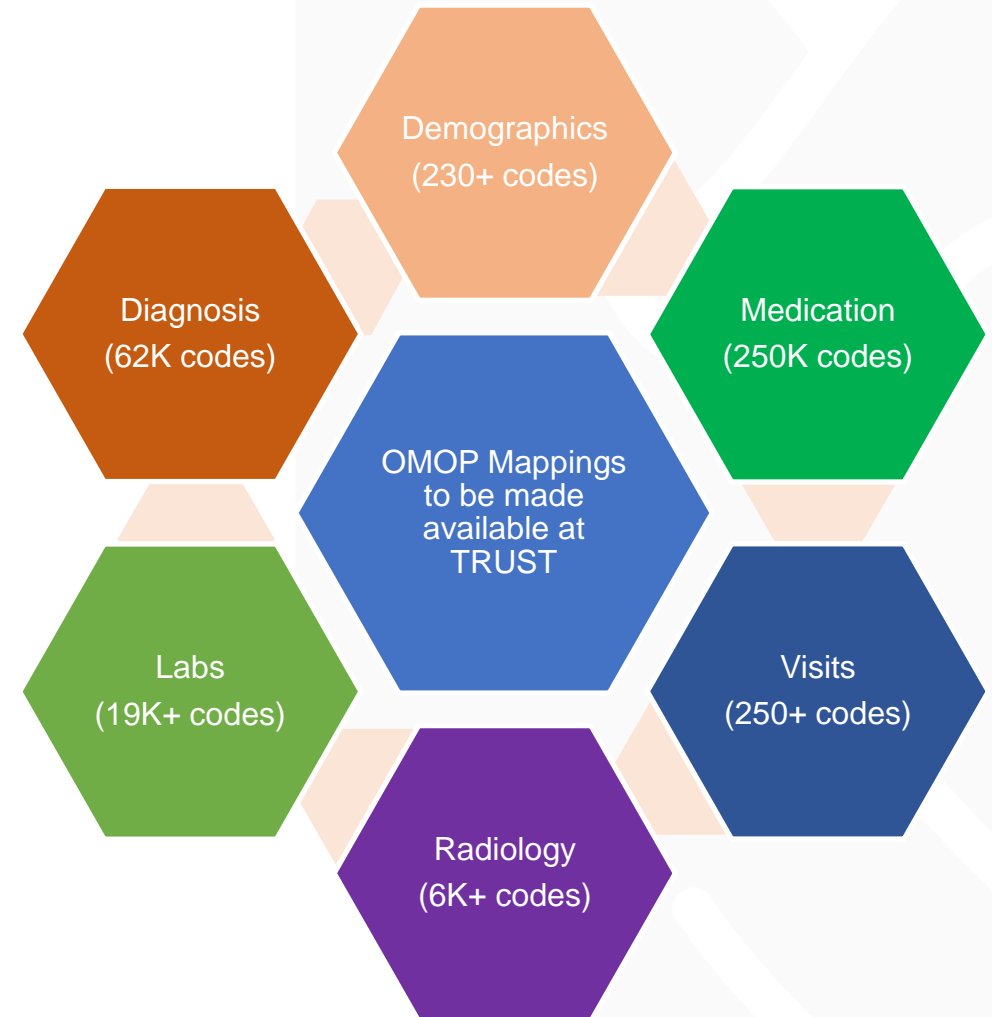 Demographics
(230+ codes)
Diagnosis
(62K codes)
Medication
(250K codes)
OMOP Mappings
to be made
available at
TRUST
Labs
(19K+ codes)
Visits
(250+ codes)
Radiology
(6K+ codes)